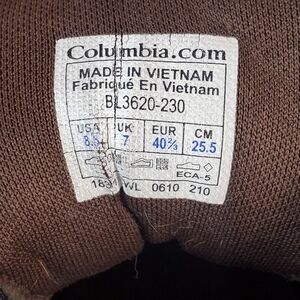 Columbia.com
MADE IN VIETNAM
Fabriqué En Vietnam
BL3620-230
USA UK EUR CM
8.5 7 40⅔ 25.5
ECA-5
0610 210